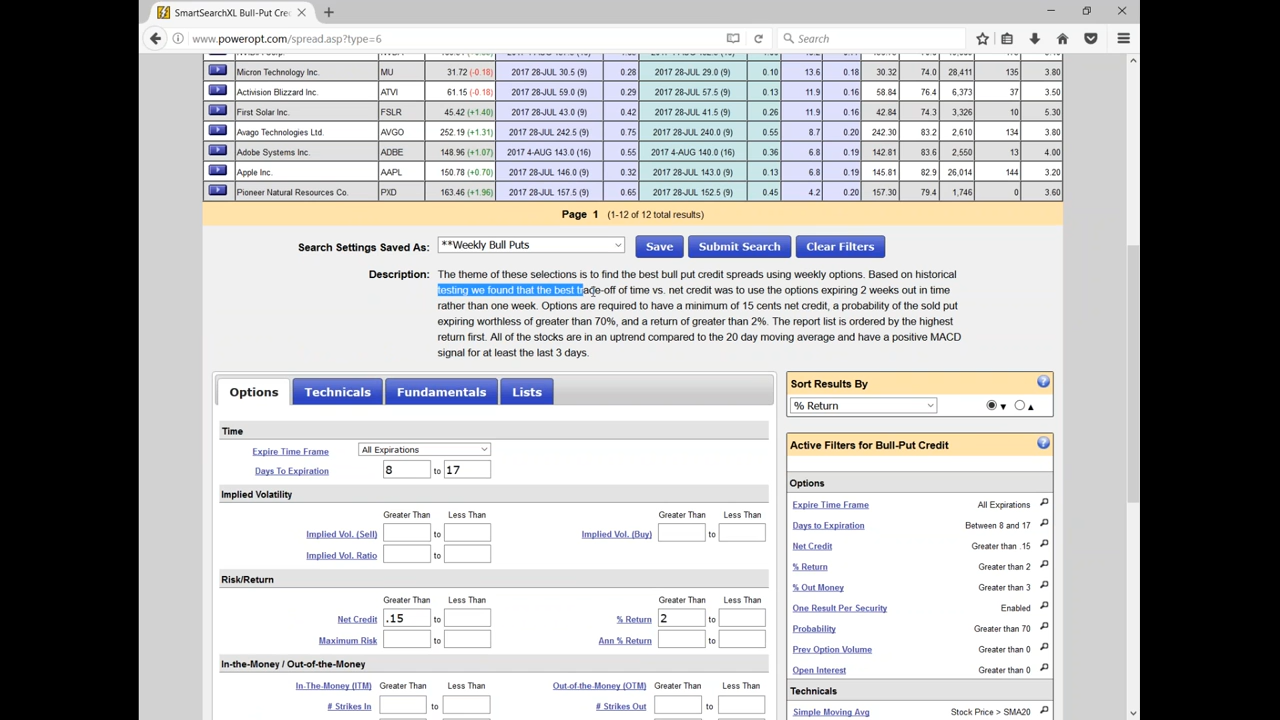 SmartSearchXL Bull-Put Cre
www.poweropt.com/spread.asp?type=6
Search
Micron Technology Inc. MU 31.72 (-0.18) 2017 28-JUL 30.5 (9) 0.28 2017 28-JUL 29.0 (9) 0.10 13.6 0.18 30.32 74.0 28,411 135 3.80
Activision Blizzard Inc. ATVI 61.15 (-0.18) 2017 28-JUL 59.0 (9) 0.29 2017 28-JUL 57.5 (9) 0.13 11.9 0.16 58.84 76.4 6,373 37 3.50
First Solar Inc. FSLR 45.42 (+1.40) 2017 28-JUL 43.0 (9) 0.42 2017 28-JUL 41.5 (9) 0.26 11.9 0.16 42.84 74.3 3,326 10 5.30
Avago Technologies Ltd. AVGO 252.19 (+1.31) 2017 28-JUL 242.5 (9) 0.75 2017 28-JUL 240.0 (9) 0.55 8.7 0.20 242.30 83.2 2,610 134 3.80
Adobe Systems Inc. ADBE 148.96 (+1.07) 2017 4-AUG 143.0 (16) 0.55 2017 4-AUG 140.0 (16) 0.36 6.8 0.19 142.81 83.6 2,550 13 4.00
Apple Inc. AAPL 150.78 (+0.70) 2017 28-JUL 146.0 (9) 0.32 2017 28-JUL 143.0 (9) 0.13 6.8 0.19 145.81 82.9 26,014 144 3.20
Pioneer Natural Resources Co. PXD 163.46 (+1.96) 2017 28-JUL 157.5 (9) 0.65 2017 28-JUL 152.5 (9) 0.45 4.2 0.20 157.30 79.4 1,746 0 3.60
Page 1 (1-12 of 12 total results)
Search Settings Saved As: **Weekly Bull Puts Save Submit Search Clear Filters
Description: The theme of these selections is to find the best bull put credit spreads using weekly options. Based on historical
testing we found that the best trade-off of time vs. net credit was to use the options expiring 2 weeks out in time
rather than one week. Options are required to have a minimum of 15 cents net credit, a probability of the sold put
expiring worthless of greater than 70%, and a return of greater than 2%. The report list is ordered by the highest
return first. All of the stocks are in an uptrend compared to the 20 day moving average and have a positive MACD
signal for at least the last 3 days.
Options Technicals Fundamentals Lists
Time
Expire Time Frame All Expirations
Days To Expiration 8 to 17
Implied Volatility
Greater Than Less Than Greater Than Less Than
Implied Vol. (Sell) to Implied Vol. (Buy) to
Implied Vol. Ratio to
Risk/Return
Greater Than Less Than Greater Than Less Than
Net Credit .15 to % Return 2 to
Maximum Risk to Ann % Return to
In-the-Money / Out-of-the-Money
Greater Than Less Than Greater Than Less Than
In-The-Money (ITM) to Out-of-the-Money (OTM) to
# Strikes In to # Strikes Out to
Sort Results By ?
% Return ▼ ▲
Active Filters for Bull-Put Credit ?
Options
Expire Time Frame All Expirations
Days to Expiration Between 8 and 17
Net Credit Greater than .15
% Return Greater than 2
% Out Money Greater than 3
One Result Per Security Enabled
Probability Greater than 70
Prev Option Volume Greater than 0
Open Interest Greater than 0
Technicals
Simple Moving Avg Stock Price > SMA20